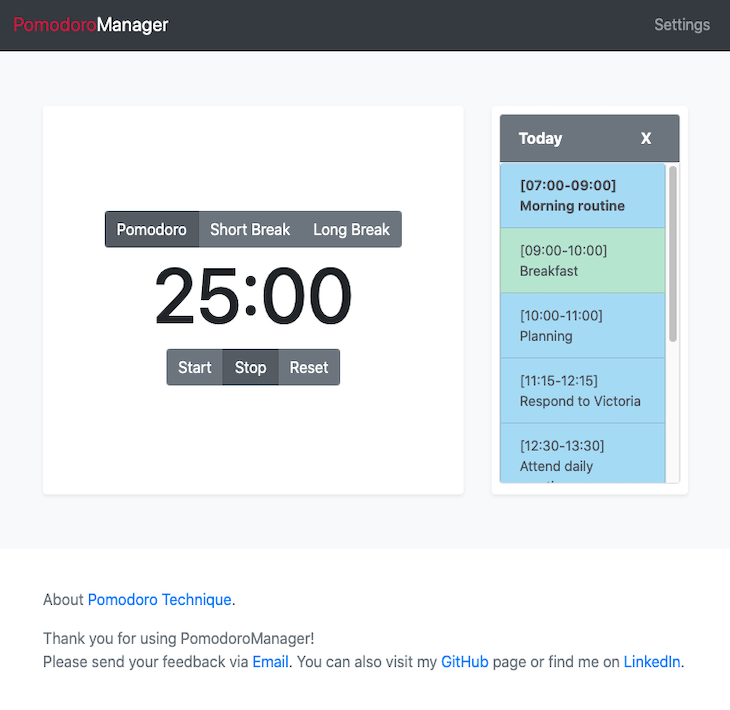 PomodoroManager
Settings
Pomodoro Short Break Long Break
25:00
Start Stop Reset
Today X
[07:00-09:00]
Morning routine
[09:00-10:00]
Breakfast
[10:00-11:00]
Planning
[11:15-12:15]
Respond to Victoria
[12:30-13:30]
Attend daily
About Pomodoro Technique.
Thank you for using PomodoroManager!
Please send your feedback via Email. You can also visit my GitHub page or find me on LinkedIn.